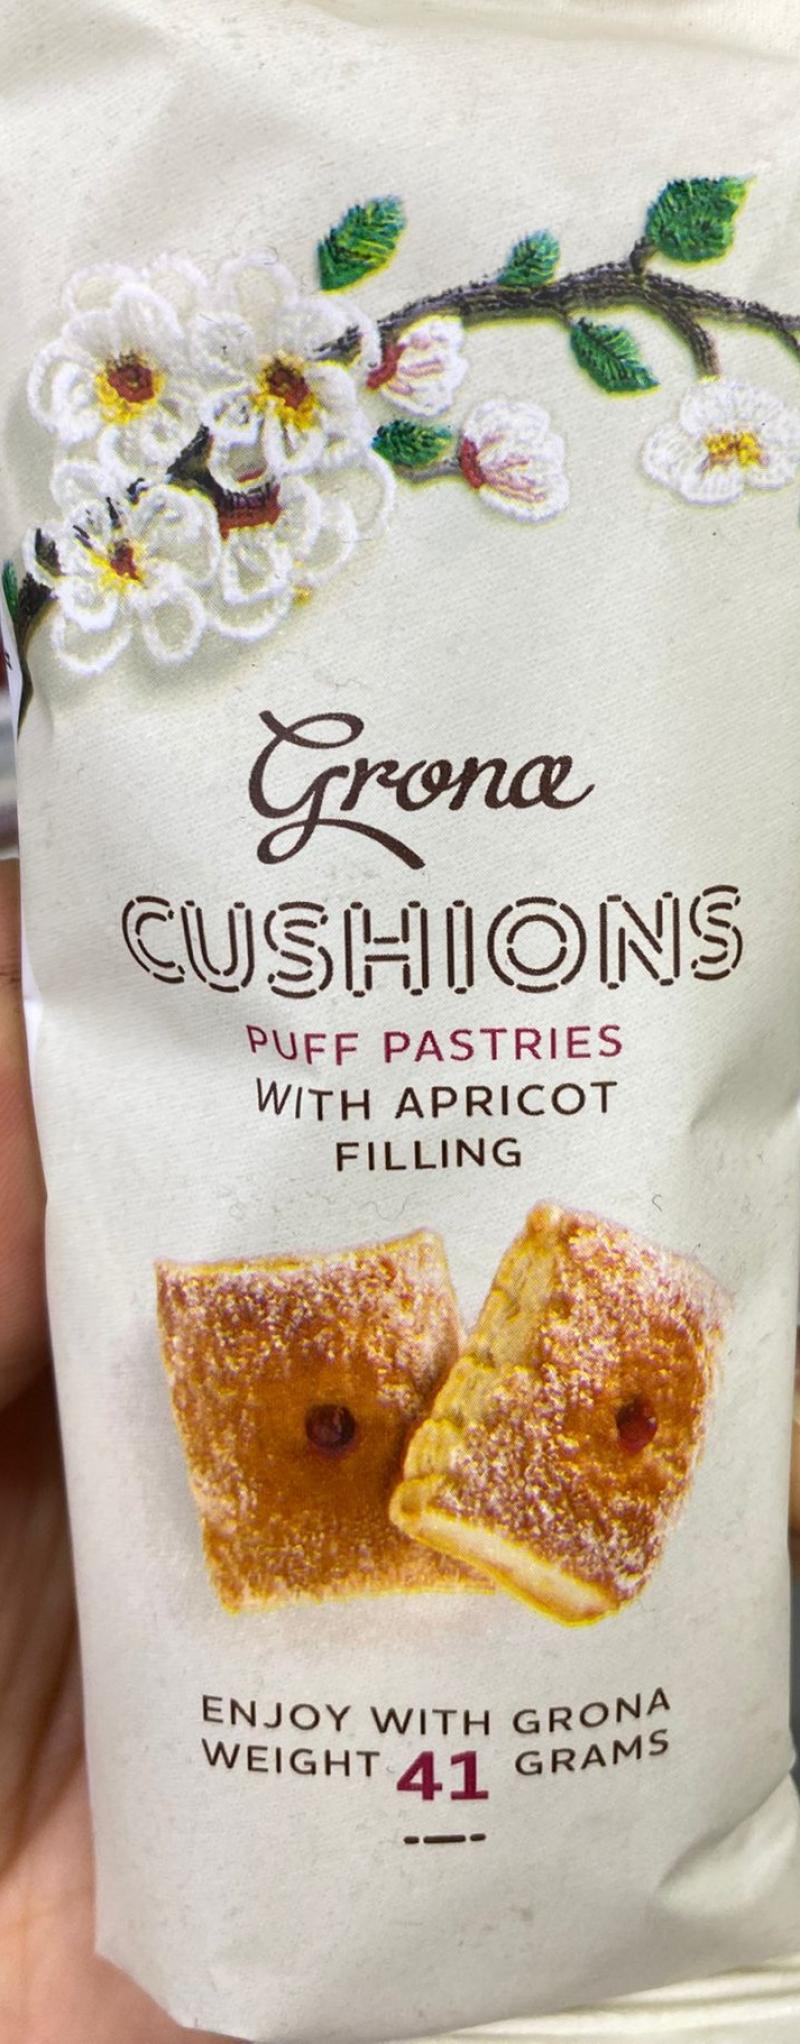 Grona
CUSHIONS
PUFF PASTRIES
WITH APRICOT
FILLING
ENJOY WITH GRONA
WEIGHT 41 GRAMS